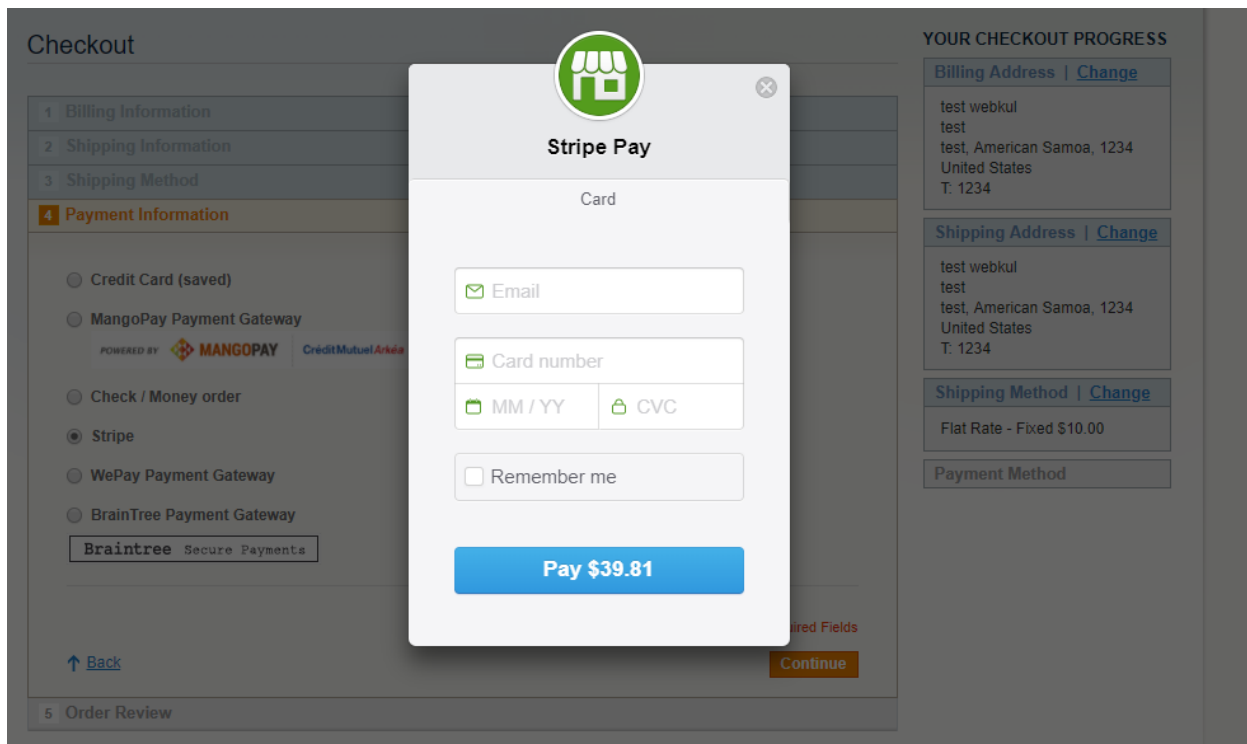 Checkout
1 Billing Information
2 Shipping Information
3 Shipping Method
4 Payment Information
Credit Card (saved)
MangoPay Payment Gateway
POWERED BY MANGOPAY CréditMutuel Arkéa
Check / Money order
Stripe
WePay Payment Gateway
BrainTree Payment Gateway
Braintree Secure Payments
Fields
Back
Continue
5 Order Review
Stripe Pay
Card
Email
Card number
MM / YY CVC
Remember me
Pay $39.81
YOUR CHECKOUT PROGRESS
Billing Address | Change
test webkul
test
test, American Samoa, 1234
United States
T: 1234
Shipping Address | Change
test webkul
test
test, American Samoa, 1234
United States
T: 1234
Shipping Method | Change
Flat Rate - Fixed $10.00
Payment Method